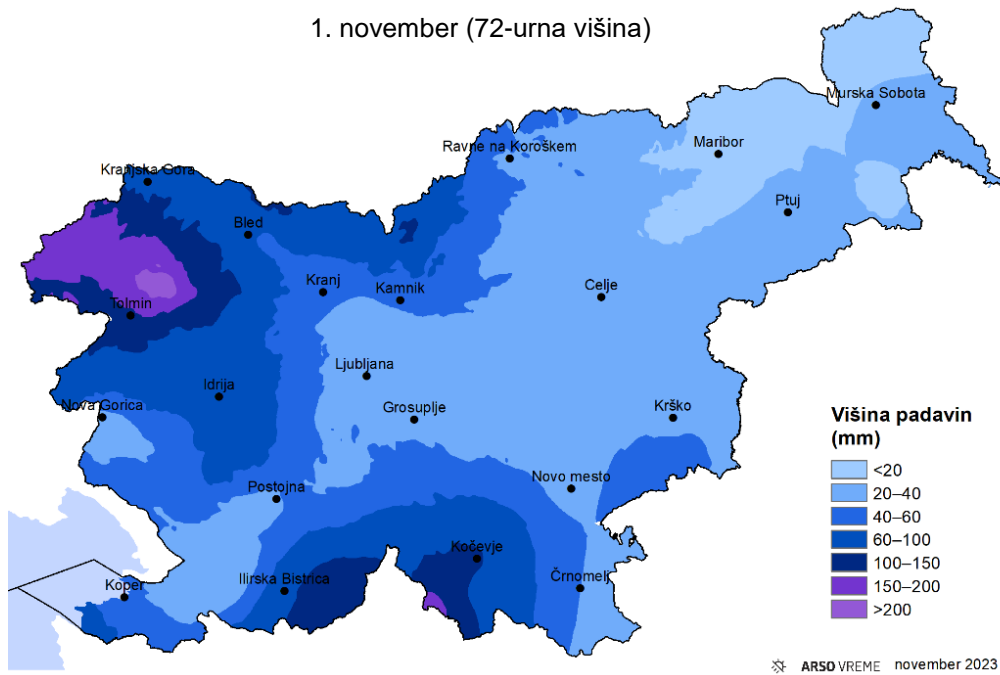 1. november (72-urna višina)
Murska Sobota
Ravne na Koroškem
Maribor
Kranjska Gora
Ptuj
Bled
Kranj
Kamnik
Celje
Tolmin
Ljubljana
Idrija
Nova Gorica
Grosuplje
Krško
Višina padavin
(mm)
<20
20–40
40–60
60–100
100–150
150–200
>200
Novo mesto
Postojna
Kočevje
Ilirska Bistrica
Črnomelj
Koper
ARSO VREME november 2023